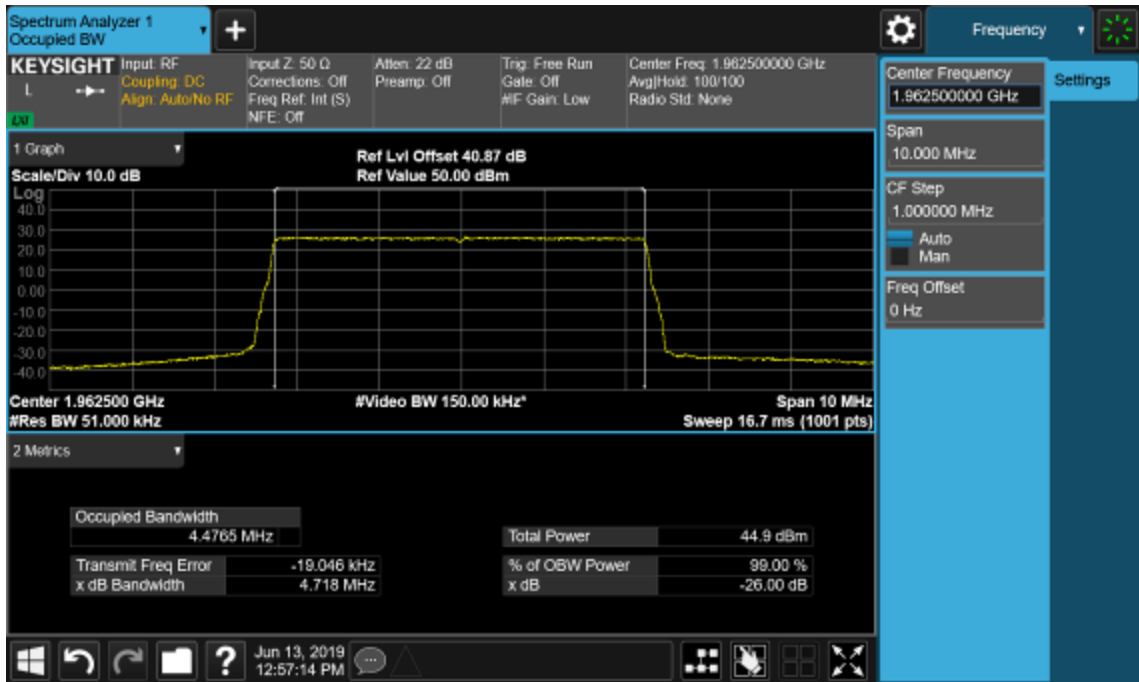 Spectrum Analyzer 1
Occupied BW
+
Frequency
KEYSIGHT
L
LXI
Input: RF
Coupling: DC
Align: Auto/No RF
Input Z: 50 Ω
Corrections: Off
Freq Ref: Int (S)
NFE: Off
Atten: 22 dB
Preamp: Off
Trig: Free Run
Gate: Off
#IF Gain: Low
Center Freq: 1.962500000 GHz
Avg|Hold: 100/100
Radio Std: None
Center Frequency
1.962500000 GHz
Settings
Span
10.000 MHz
CF Step
1.000000 MHz
Auto
Man
Freq Offset
0 Hz
1 Graph
Ref Lvl Offset 40.87 dB
Scale/Div 10.0 dB
Ref Value 50.00 dBm
Log
40.0
30.0
20.0
10.0
0.00
-10.0
-20.0
-30.0
-40.0
Center 1.962500 GHz
#Video BW 150.00 kHz*
Span 10 MHz
#Res BW 51.000 kHz
Sweep 16.7 ms (1001 pts)
2 Metrics
Occupied Bandwidth
4.4765 MHz
Total Power 44.9 dBm
Transmit Freq Error -19.046 kHz
% of OBW Power 99.00 %
x dB Bandwidth 4.718 MHz
x dB -26.00 dB
?
Jun 13, 2019
12:57:14 PM